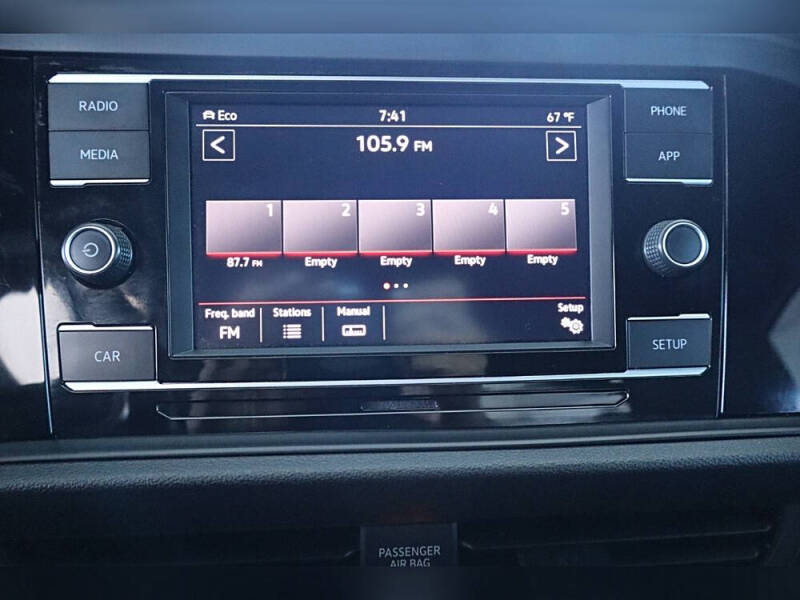 RADIO
MEDIA
Eco 7:41 67 °F
< 105.9 FM >
1 2 3 4 5
87.7 FM Empty Empty Empty Empty
Freq. band Stations Manual Setup
FM
PHONE
APP
CAR
SETUP
PASSENGER
AIR BAG